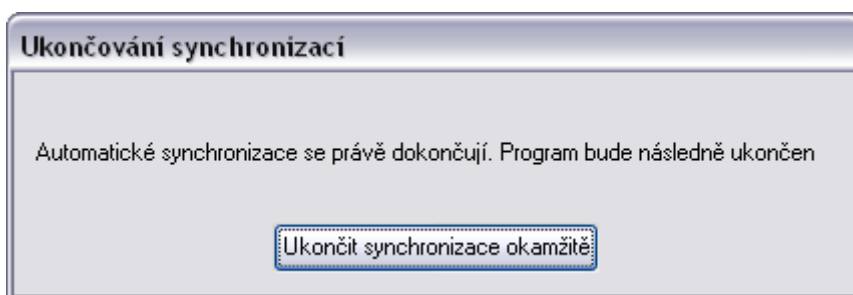 Ukončování synchronizací
Automatické synchronizace se právě dokončují. Program bude následně ukončen
Ukončit synchronizace okamžitě